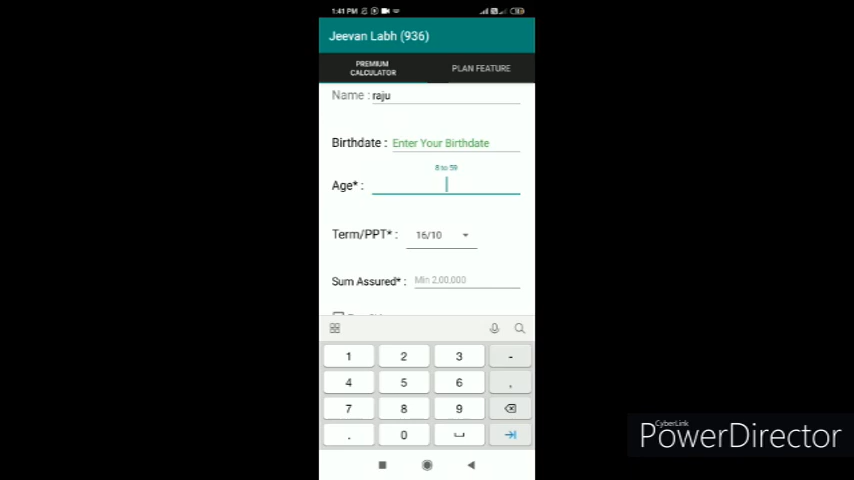 1:41 PM
Jeevan Labh (936)
PREMIUM
CALCULATOR
PLAN FEATURE
Name : raju
Birthdate : Enter Your Birthdate
8 to 59
Age* :
Term/PPT* : 16/10
Sum Assured* : Min 2,00,000
1 2 3 -
4 5 6 ,
7 8 9
. 0
CyberLink
PowerDirector